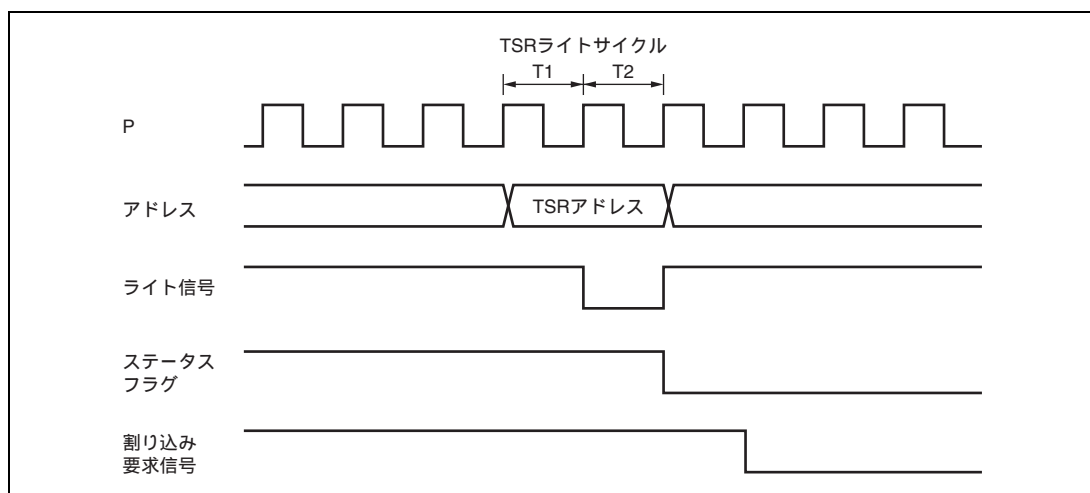 TSRライトサイクル
T1 T2
P
アドレス
TSRアドレス
ライト信号
ステータス
フラグ
割り込み
要求信号